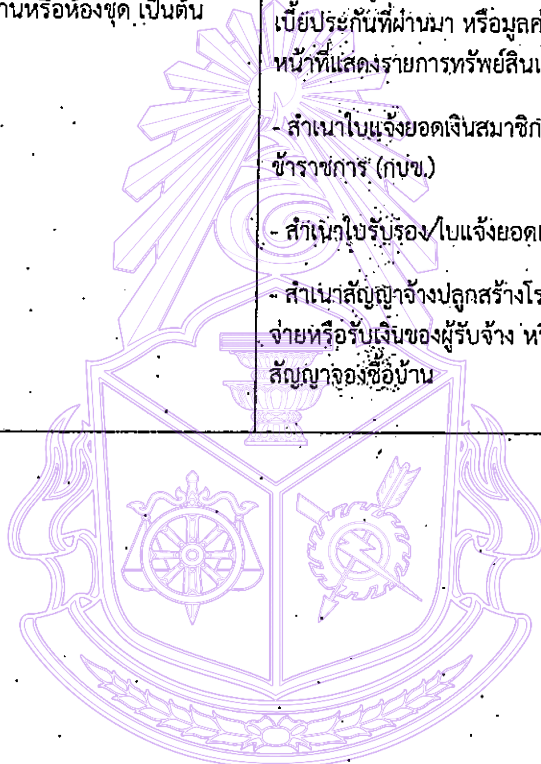 านหรือห้องชุด เป็นต้น
เบี้ยประกันที่ผ่านมา หรือมูลค่
หน้าที่แสดงรายการทรัพย์สิน
- สำเนาใบแจ้งยอดเงินสมาชิก
ข้าราชการ (กบข.)
- สำเนาใบรับรอง/ใบแจ้งยอด
- สำเนาสัญญาจ้างปลูกสร้างโร
จ่ายหรือรับเงินของผู้รับจ้าง หรื
สัญญาจองซื้อบ้าน